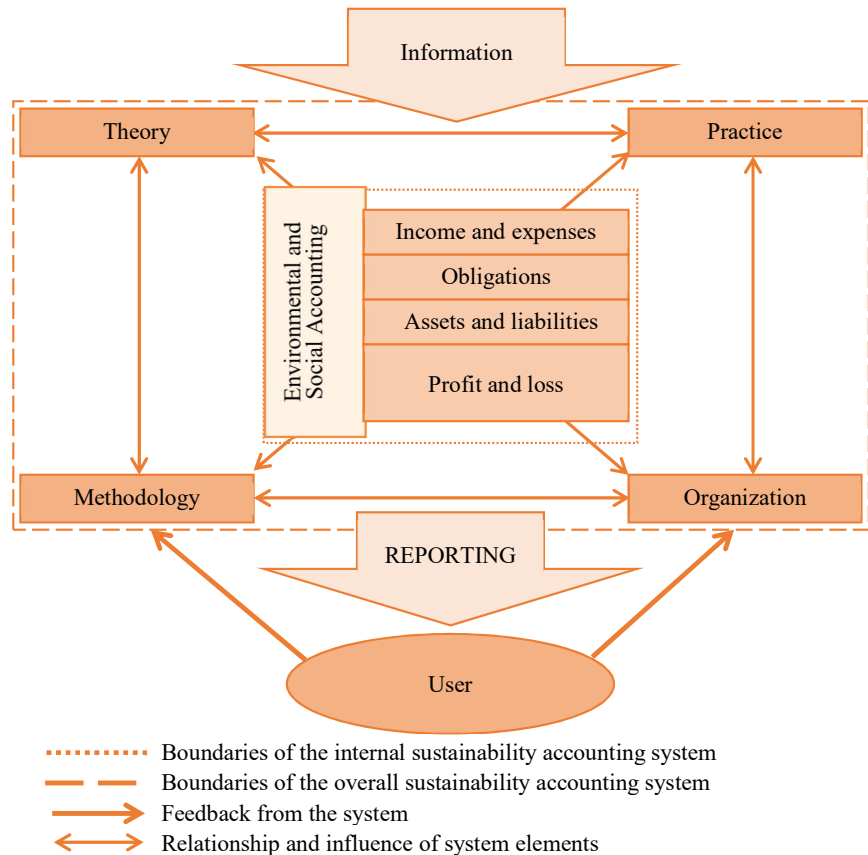 Information
Theory
Practice
Environmental and
Social Accounting
Income and expenses
Obligations
Assets and liabilities
Profit and loss
Methodology
Organization
REPORTING
User
Boundaries of the internal sustainability accounting system
Boundaries of the overall sustainability accounting system
Feedback from the system
Relationship and influence of system elements